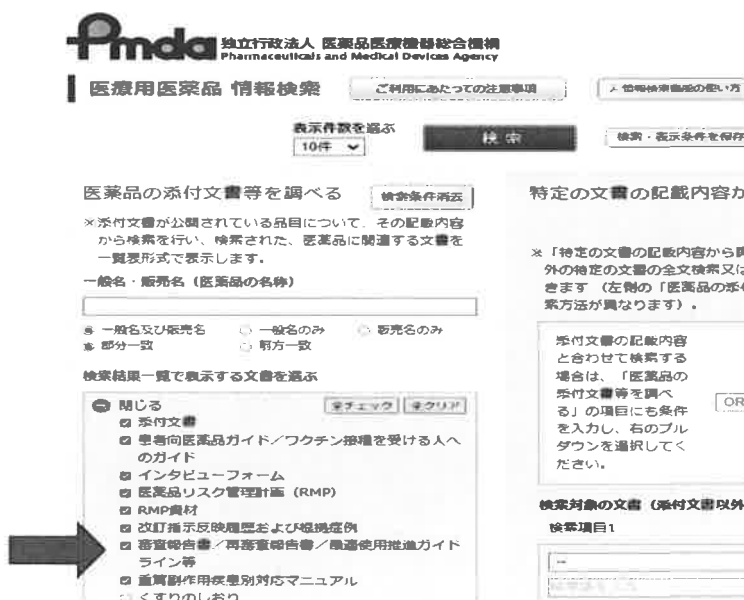 Pmda 独立行政法人 医薬品医療機器総合機構
Pharmaceuticals and Medical Devices Agency
医療用医薬品 情報検索
ご利用にあたっての注意事項
情報検索画面の使い方
表示件数を選ぶ
10件
検索
検索・表示条件を保存
医薬品の添付文書等を調べる
検索条件消去
※添付文書が公開されている品目について、その記載内容
から検索を行い、検索された、医薬品に関連する文書を
一覧表形式で表示します。
一般名・販売名（医薬品の名称）
一般名及び販売名 一般名のみ 販売名のみ
部分一致 前方一致
検索結果一覧で表示する文書を選ぶ
閉じる
全チェック 全クリア
添付文書
患者向医薬品ガイド／ワクチン接種を受ける人へ
のガイド
インタビューフォーム
医薬品リスク管理計画（RMP）
RMP資材
改訂指示反映履歴および根拠症例
審査報告書／再審査報告書／最適使用推進ガイド
ライン等
重篤副作用疾患別対応マニュアル
くすりのしおり
特定の文書の記載内容か
※「特定の文書の記載内容から
外の特定の文書の全文検索又は
きます（左側の「医薬品の添付
索方法が異なります）。
添付文書の記載内容
と合わせて検索する
場合は、「医薬品の
添付文書等を調べ
る」の項目にも条件
を入力し、右のプル
ダウンを選択してく
ださい。
OR
検索対象の文書（添付文書以外
検索項目1
--